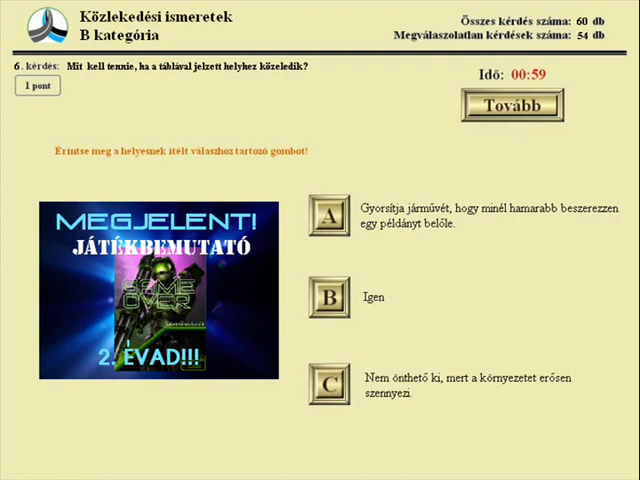 Közlekedési ismeretek
B kategória
Összes kérdés száma: 60 db
Megválaszolatlan kérdések száma: 54 db
6. kérdés: Mit kell tennie, ha a táblával jelzett helyhez közeledik?
1 pont
Idő: 00:59
Tovább
Érintse meg a helyesnek ítélt válaszhoz tartozó gombot!
MEGJELENT!
JÁTÉKBEMUTATÓ
GAME
OVER
2. ÉVAD!!!
A
Gyorsítja járművét, hogy minél hamarabb beszerezzen
egy példányt belőle.
B
Igen
C
Nem önthető ki, mert a környezetet erősen
szennyezi.